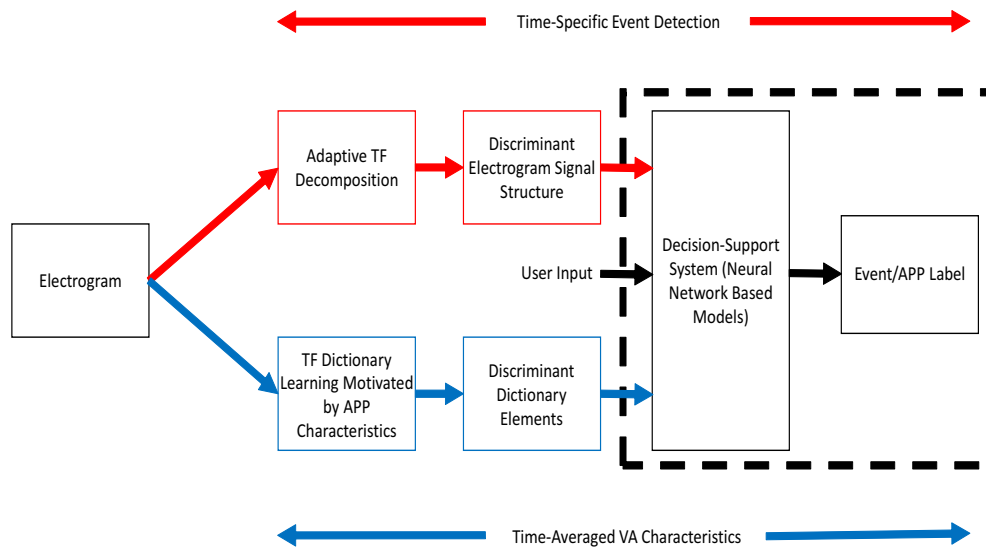 Time-Specific Event Detection
Adaptive TF
Decomposition
Discriminant
Electrogram Signal
Structure
Electrogram
User Input
Decision-Support
System (Neural
Network Based
Models)
Event/APP Label
TF Dictionary
Learning Motivated
by APP
Characteristics
Discriminant
Dictionary
Elements
Time-Averaged VA Characteristics